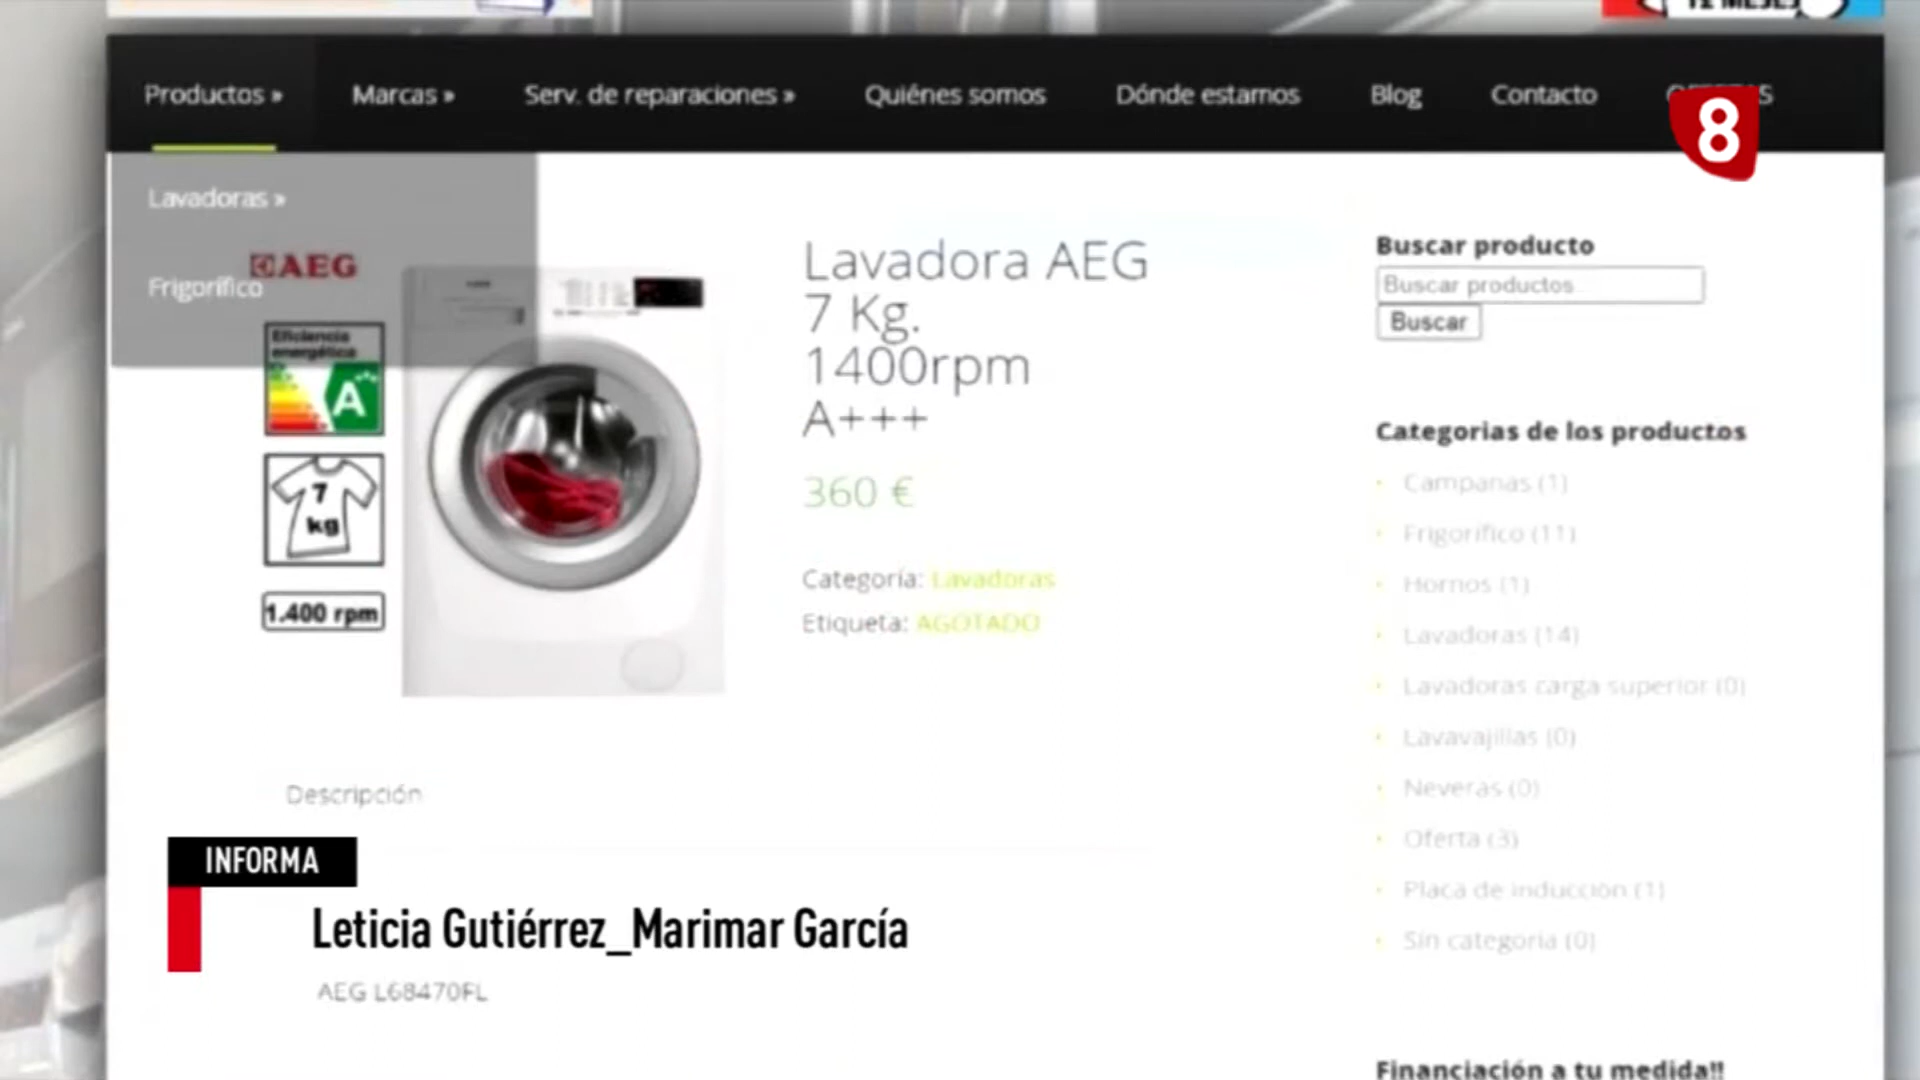 12 MESES
Productos » Marcas » Serv. de reparaciones » Quiénes somos Dónde estamos Blog Contacto
8
Lavadoras »
Frigorífico
AEG
Eficiencia
energética
A+++
7
kg
1.400 rpm
Lavadora AEG
7 Kg.
1400rpm
A+++
360 €
Categoría: Lavadoras
Etiqueta: AGOTADO
Descripción
Buscar producto
Buscar productos
Buscar
Categorias de los productos
Campanas (1)
Frigorífico (11)
Hornos (1)
Lavadoras (14)
Lavadoras carga superior (0)
Lavavajillas (0)
Neveras (0)
Oferta (3)
Placa de inducción (1)
Sin categoría (0)
INFORMA
Leticia Gutiérrez_Marimar García
AEG L68470FL
Financiación a tu medida!!